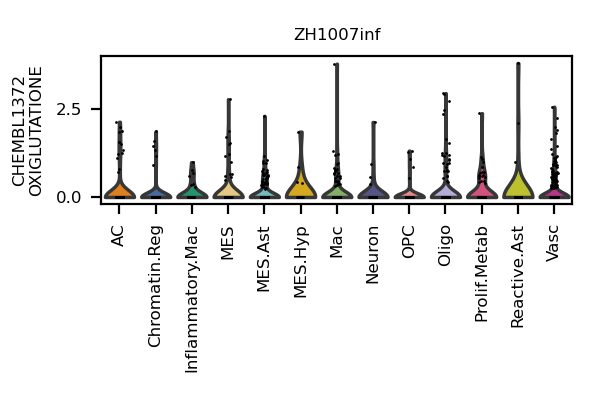 ZH1007inf
CHEMBL1372
OXIGLUTATIONE
2.5
0.0
AC
Chromatin.Reg
Inflammatory.Mac
MES
MES.Ast
MES.Hyp
Mac
Neuron
OPC
Oligo
Prolif.Metab
Reactive.Ast
Vasc